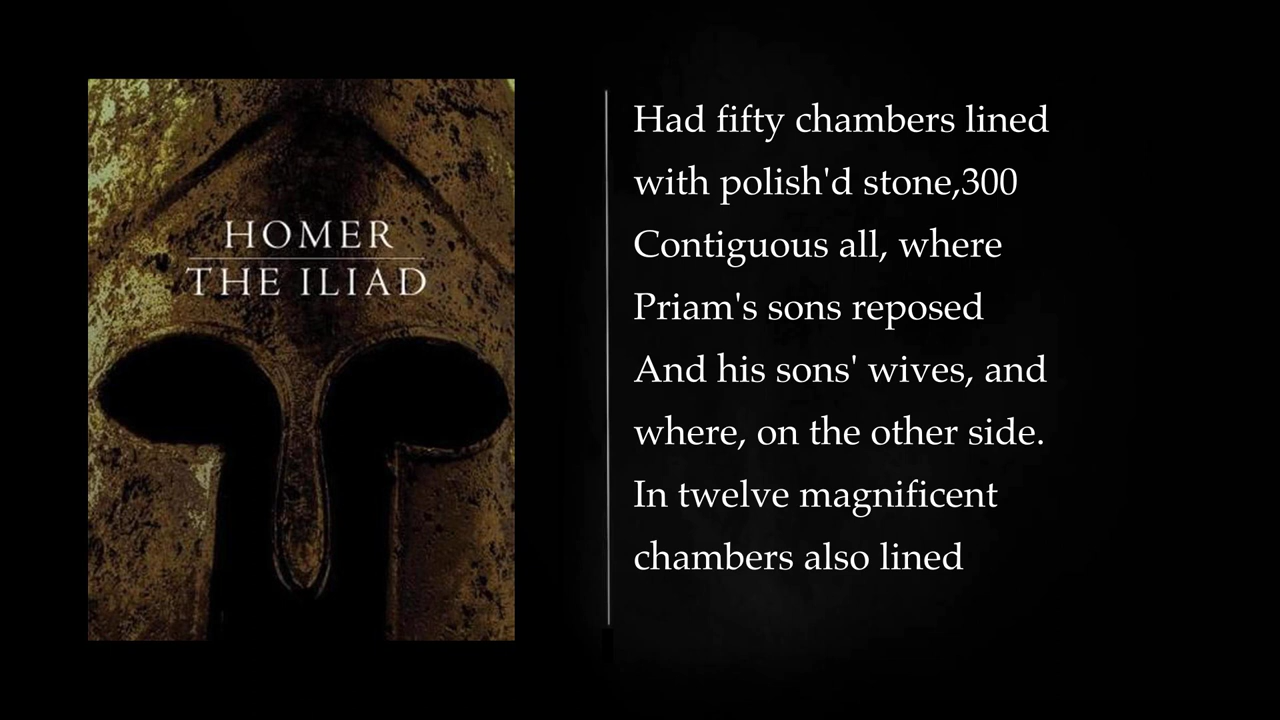 HOMER
THE ILIAD
Had fifty chambers lined
with polish'd stone,300
Contiguous all, where
Priam's sons reposed
And his sons' wives, and
where, on the other side.
In twelve magnificent
chambers also lined